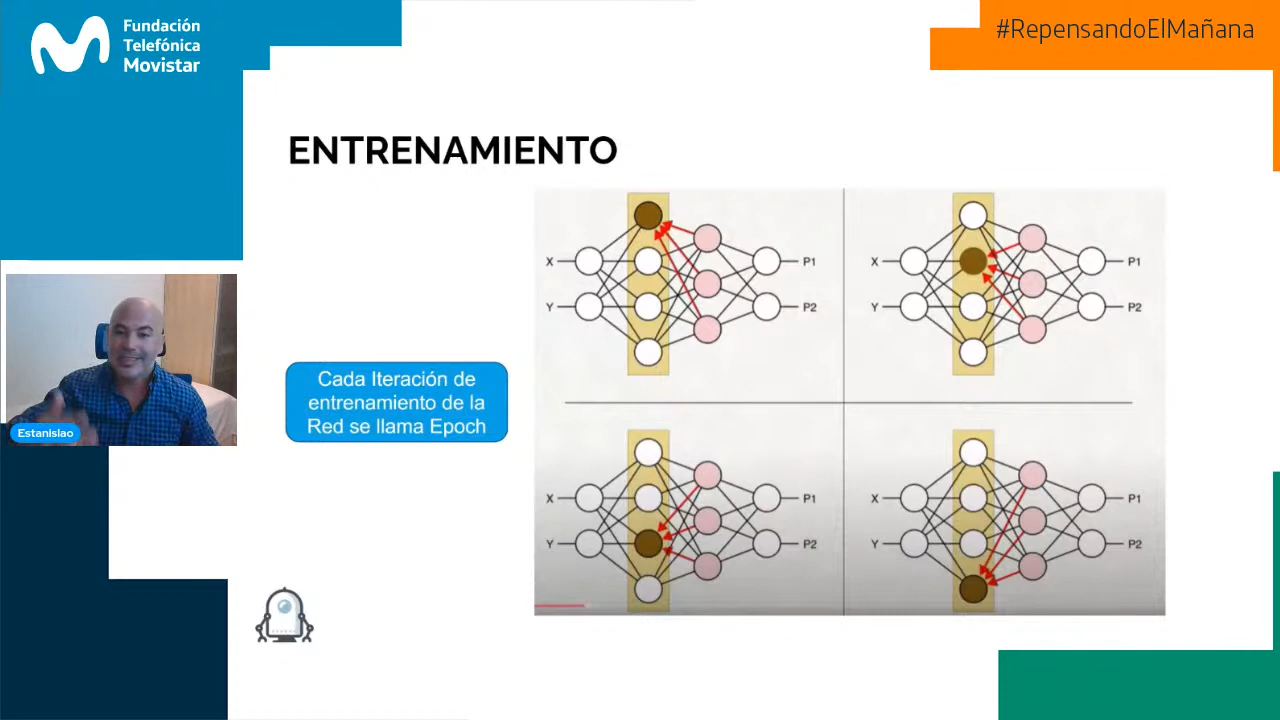 Fundación
Telefónica
Movistar
#RepensandoElMañana
ENTRENAMIENTO
X
Y
P1
P2
X
Y
P1
P2
Estanislao
Cada Iteración de
entrenamiento de la
Red se llama Epoch
X
Y
P1
P2
X
Y
P1
P2